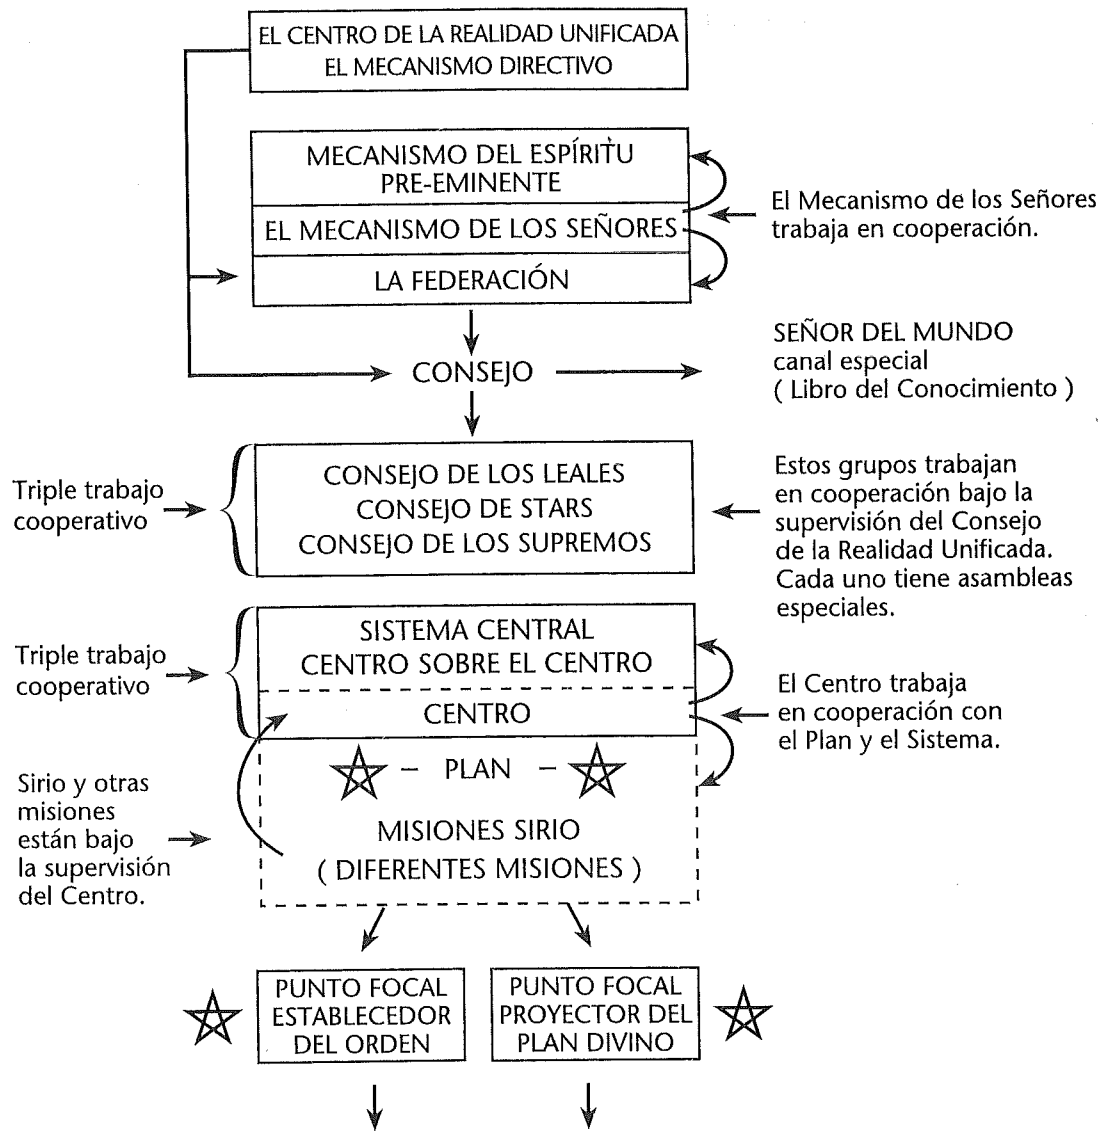 EL CENTRO DE LA REALIDAD UNIFICADA
EL MECANISMO DIRECTIVO
MECANISMO DEL ESPÍRITU
PRE-EMINENTE
EL MECANISMO DE LOS SEÑORES
LA FEDERACIÓN
El Mecanismo de los Señores
trabaja en cooperación.
CONSEJO
SEÑOR DEL MUNDO
canal especial
( Libro del Conocimiento )
Triple trabajo
cooperativo
CONSEJO DE LOS LEALES
CONSEJO DE STARS
CONSEJO DE LOS SUPREMOS
Estos grupos trabajan
en cooperación bajo la
supervisión del Consejo
de la Realidad Unificada.
Cada uno tiene asambleas
especiales.
Triple trabajo
cooperativo
SISTEMA CENTRAL
CENTRO SOBRE EL CENTRO
CENTRO
El Centro trabaja
en cooperación con
el Plan y el Sistema.
– PLAN –
Sirio y otras
misiones
están bajo
la supervisión
del Centro.
MISIONES SIRIO
( DIFERENTES MISIONES )
PUNTO FOCAL
ESTABLECEDOR
DEL ORDEN
PUNTO FOCAL
PROYECTOR DEL
PLAN DIVINO